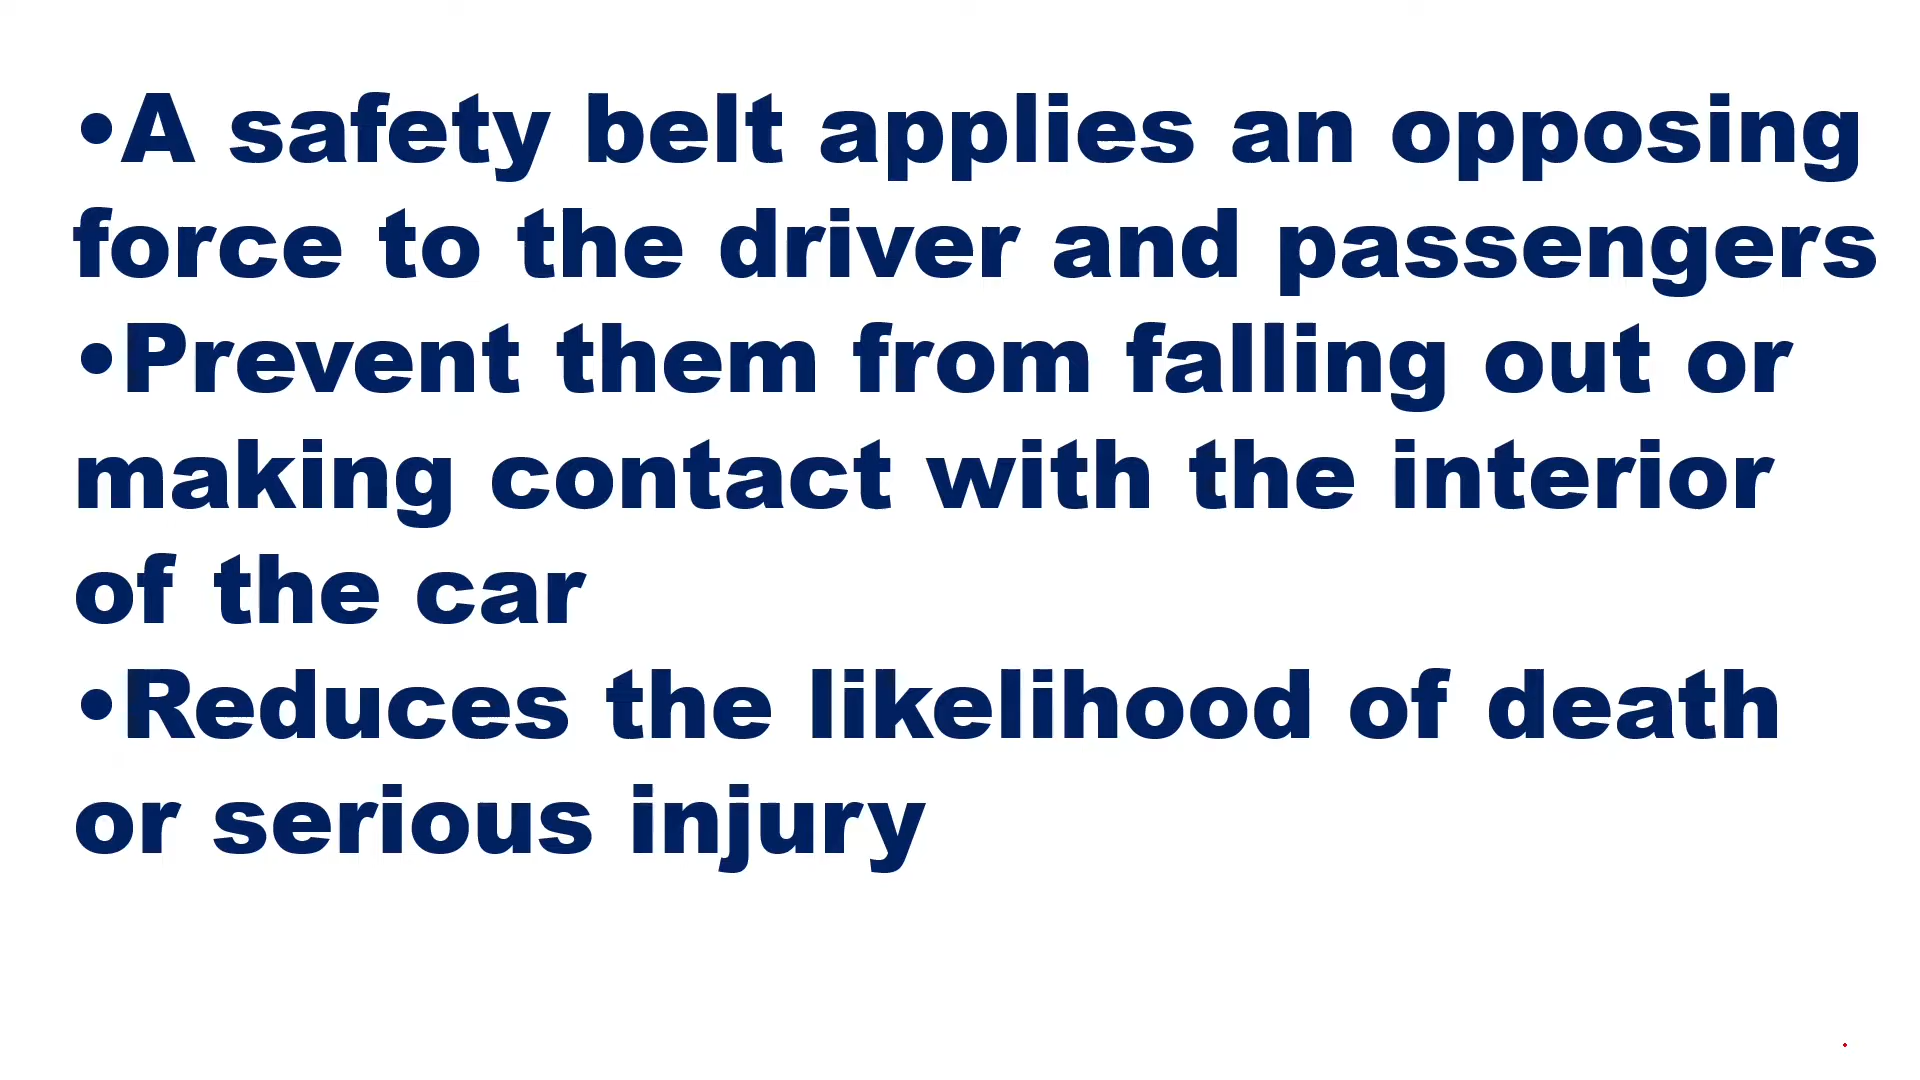 •A safety belt applies an opposing
force to the driver and passengers
•Prevent them from falling out or
making contact with the interior
of the car
•Reduces the likelihood of death
or serious injury